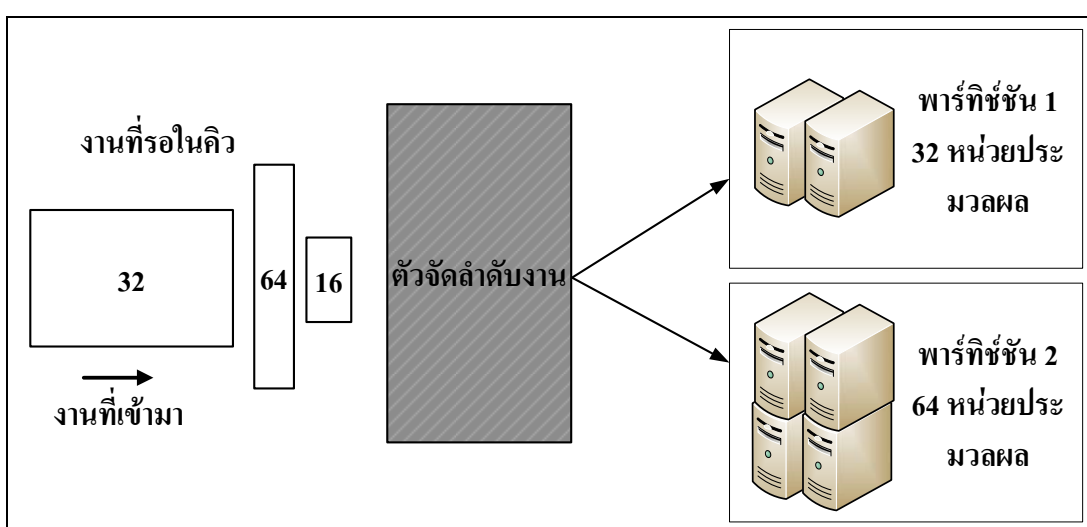 งานที่รอในคิว
32
64
16
งานที่เข้ามา
ตัวจัดลำดับงาน
พาร์ทิช์ชัน 1
32 หน่วยประ
มวลผล
พาร์ทิช์ชัน 2
64 หน่วยประ
มวลผล